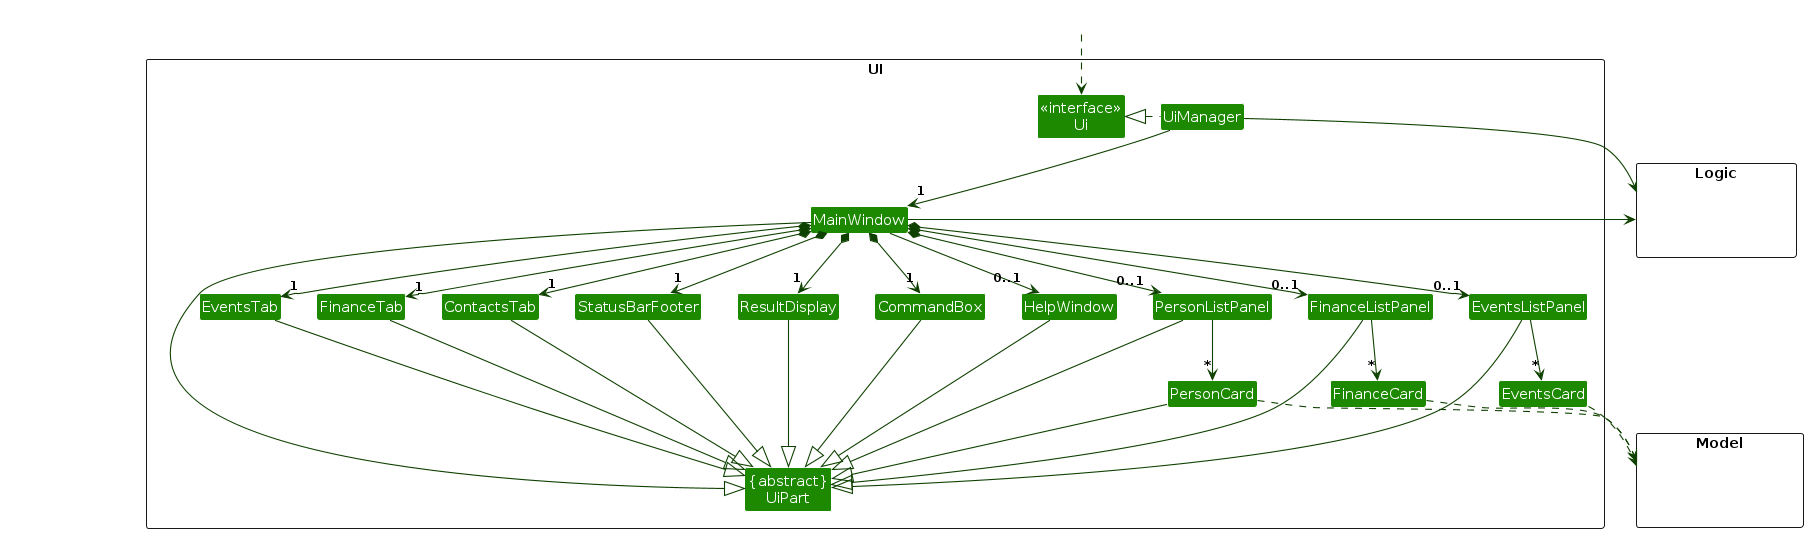 UI
«interface»
Ui
UiManager
Logic
1
MainWindow
1
1
1
1
1
1
0..1
0..1
0..1
0..1
EventsTab
FinanceTab
ContactsTab
StatusBarFooter
ResultDisplay
CommandBox
HelpWindow
PersonListPanel
FinanceListPanel
EventsListPanel
*
*
*
PersonCard
FinanceCard
EventsCard
Model
{abstract}
UiPart